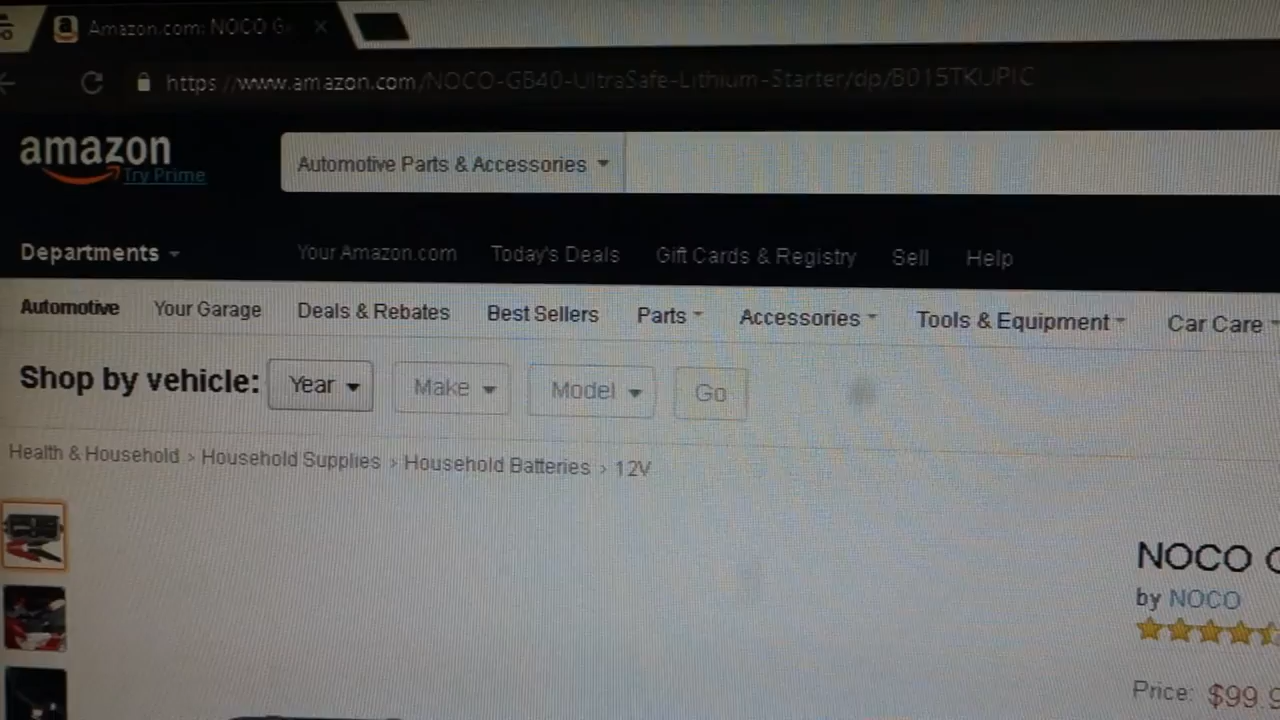 Amazon.com: NOCO G
https://www.amazon.com/NOCO-GB40-UltraSafe-Lithium-Starter/dp/B015TKUPIC
amazon
Try Prime
Automotive Parts & Accessories
Departments Your Amazon.com Today's Deals Gift Cards & Registry Sell Help
Automotive Your Garage Deals & Rebates Best Sellers Parts Accessories Tools & Equipment Car Care
Shop by vehicle: Year Make Model Go
Health & Household › Household Supplies › Household Batteries › 12V
NOCO
by NOCO
Price: $99.9